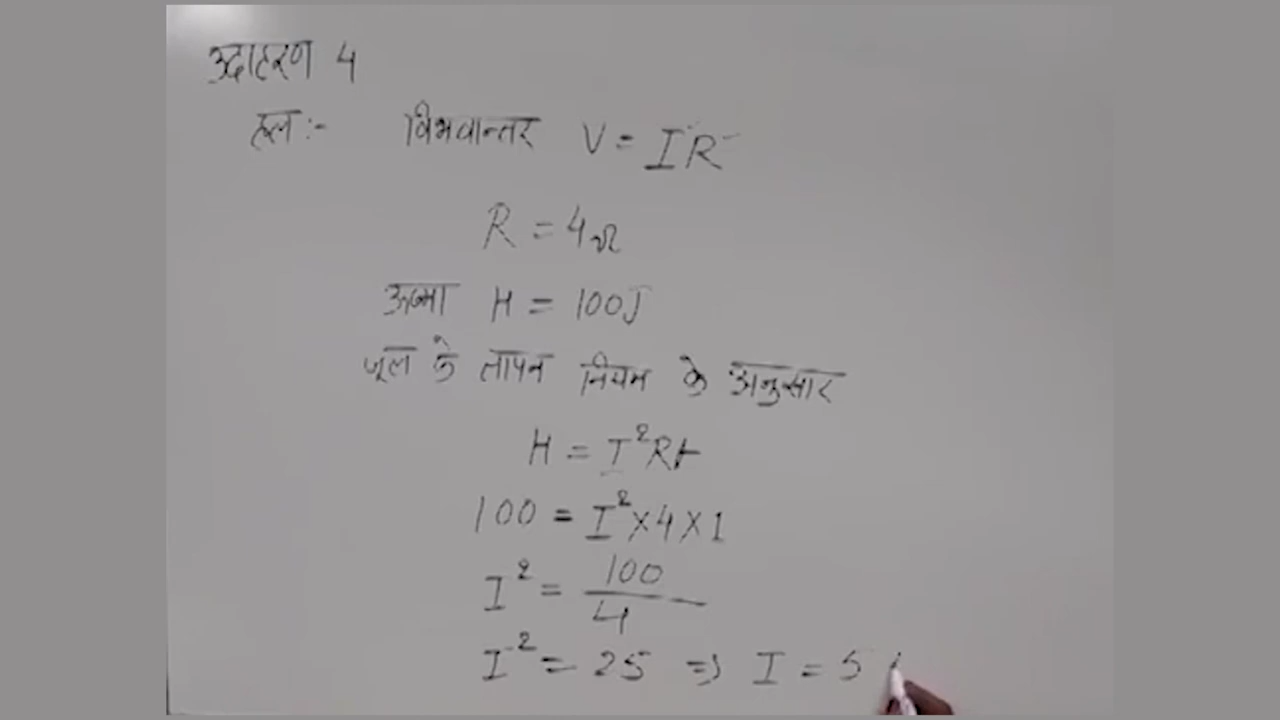 उदाहरण 4
हल :- विभवान्तर V = IR
R = 4Ω
ऊष्मा H = 100J
जूल के तापन नियम के अनुसार
H = I²Rt
100 = I² × 4 × 1
I² = 100/4
I² = 25 ⇒ I = 5